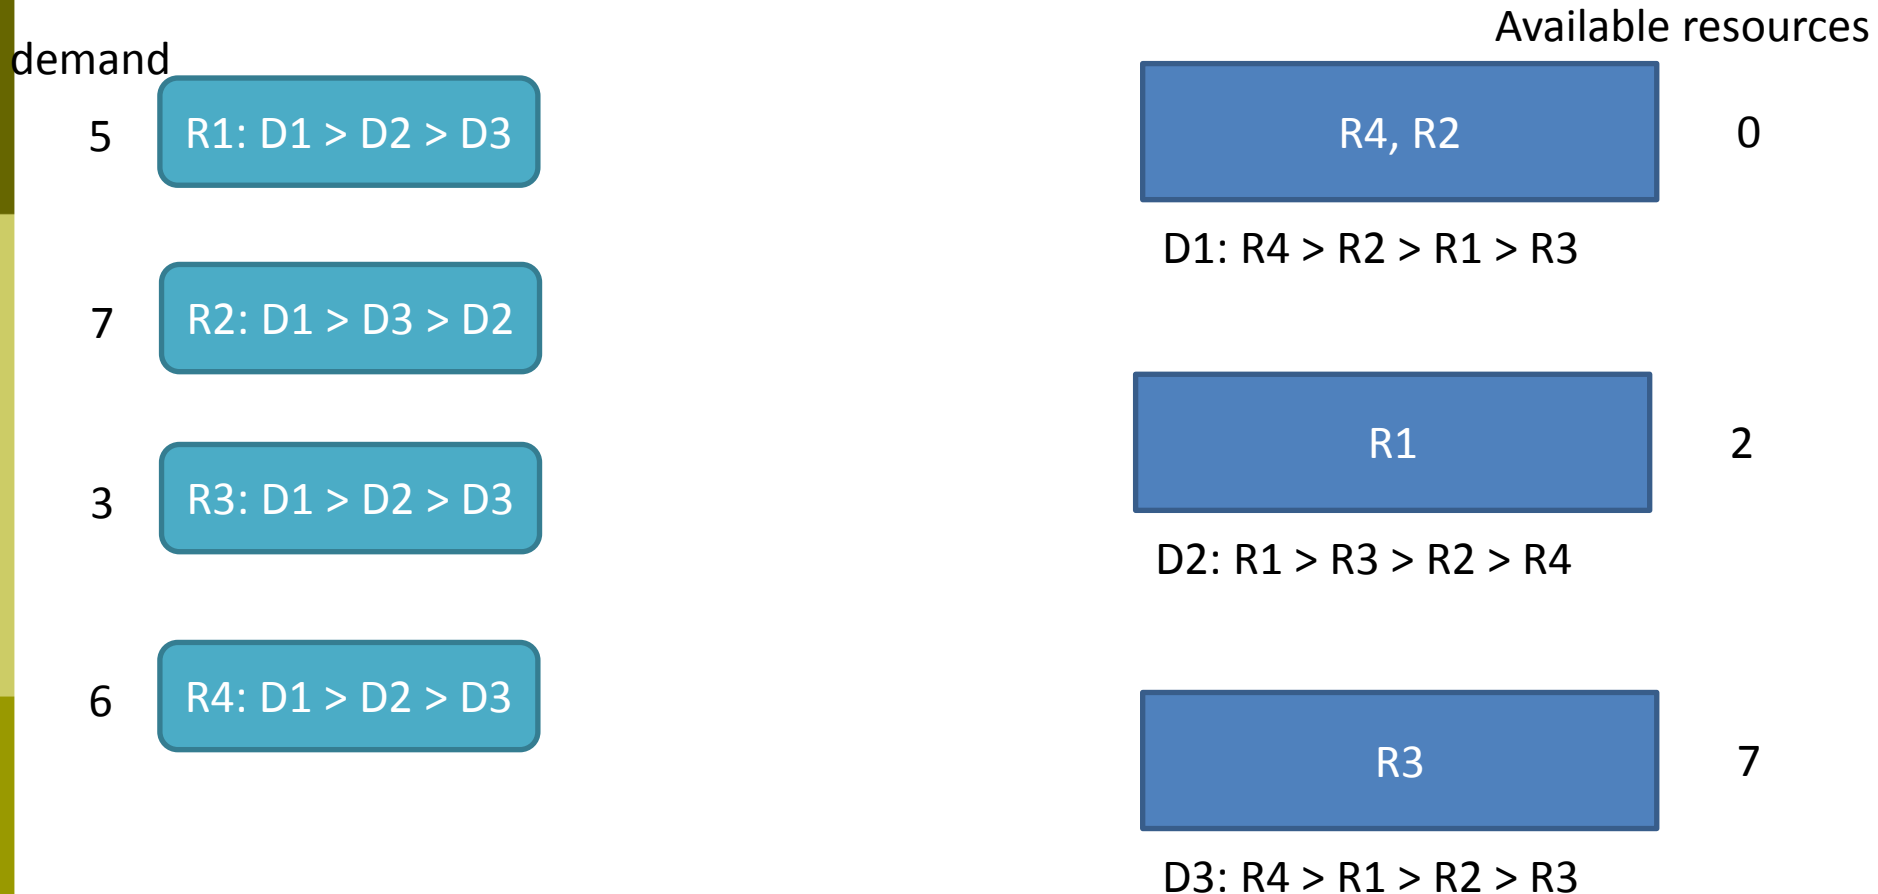 Available resources
demand
5 R1: D1 > D2 > D3
R4, R2 0
D1: R4 > R2 > R1 > R3
7 R2: D1 > D3 > D2
R1 2
3 R3: D1 > D2 > D3
D2: R1 > R3 > R2 > R4
6 R4: D1 > D2 > D3
R3 7
D3: R4 > R1 > R2 > R3